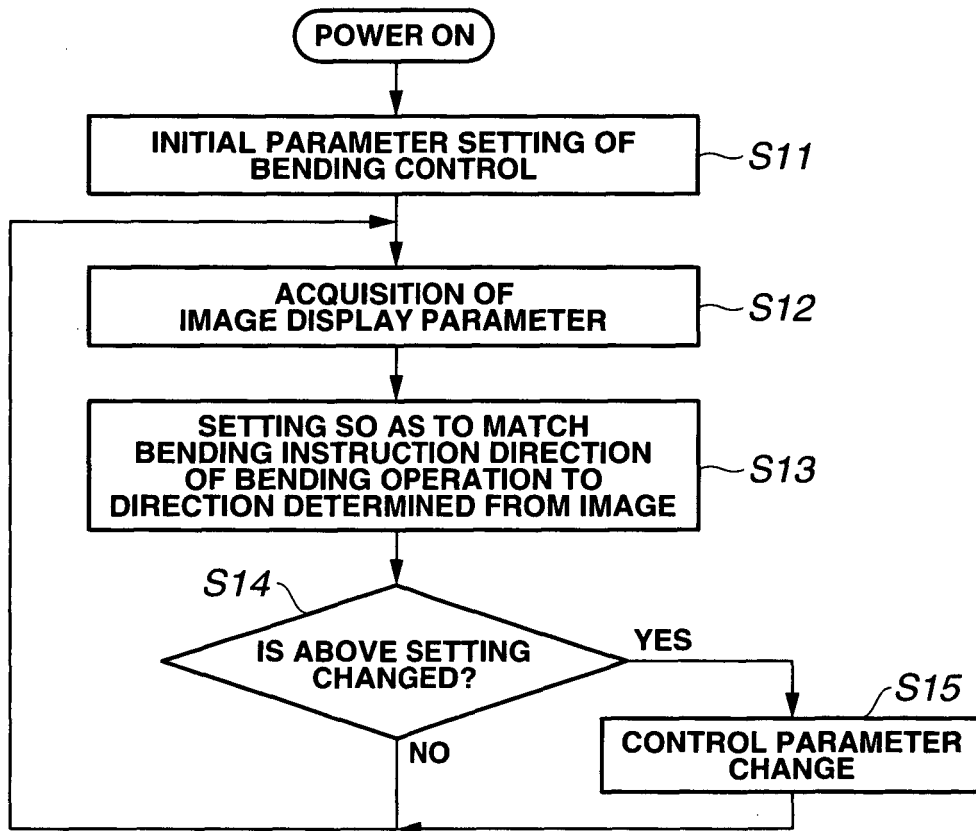 POWER ON
INITIAL PARAMETER SETTING OF
BENDING CONTROL
S11
ACQUISITION OF
IMAGE DISPLAY PARAMETER
S12
SETTING SO AS TO MATCH
BENDING INSTRUCTION DIRECTION
OF BENDING OPERATION TO
DIRECTION DETERMINED FROM IMAGE
S13
S14
IS ABOVE SETTING
CHANGED?
YES
NO
S15
CONTROL PARAMETER
CHANGE